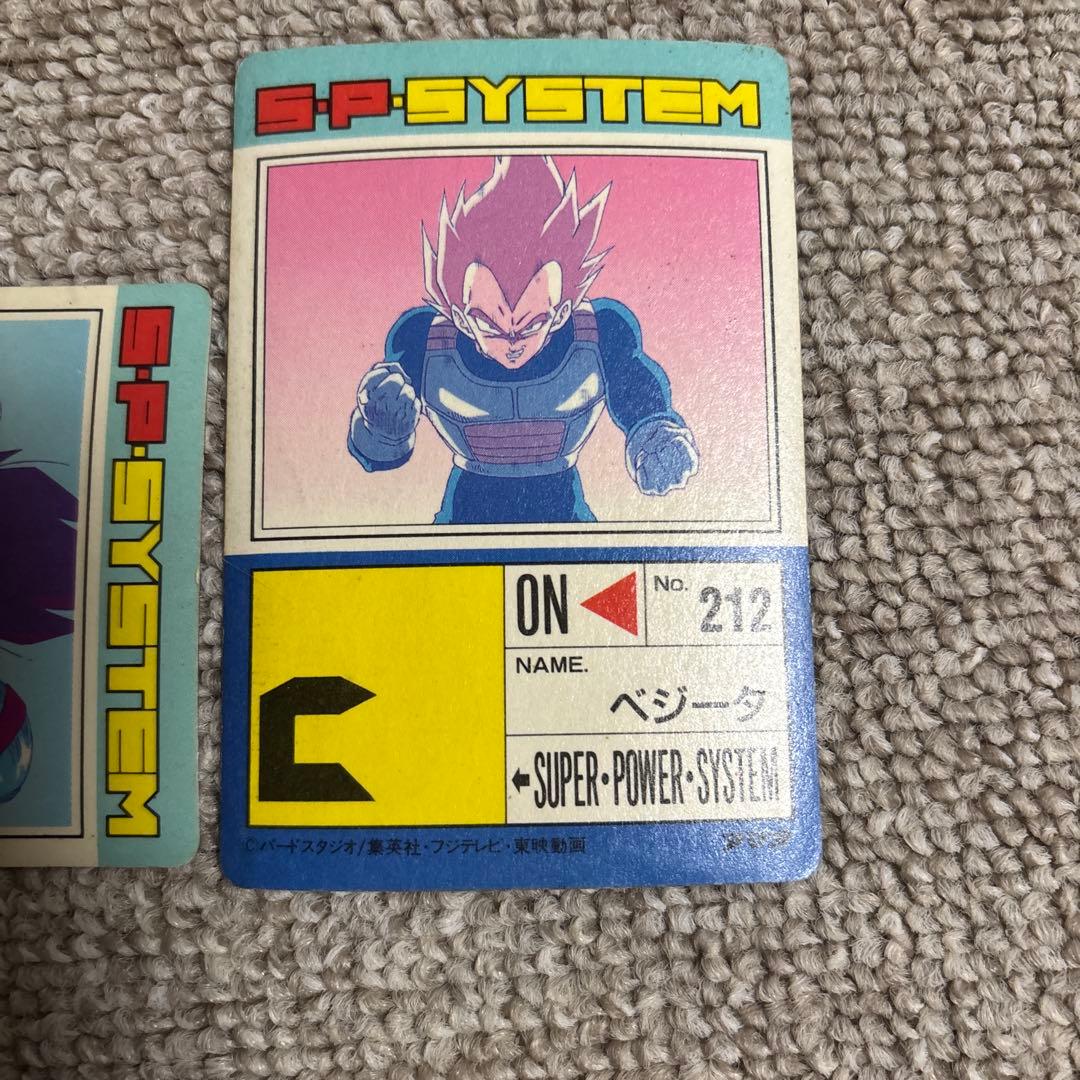 S·P·SYSTEM
S·P·SYSTEM
ON
No. 212
NAME.
ベジータ
SUPER·POWER·SYSTEM
©バードスタジオ/集英社・フジテレビ・東映動画